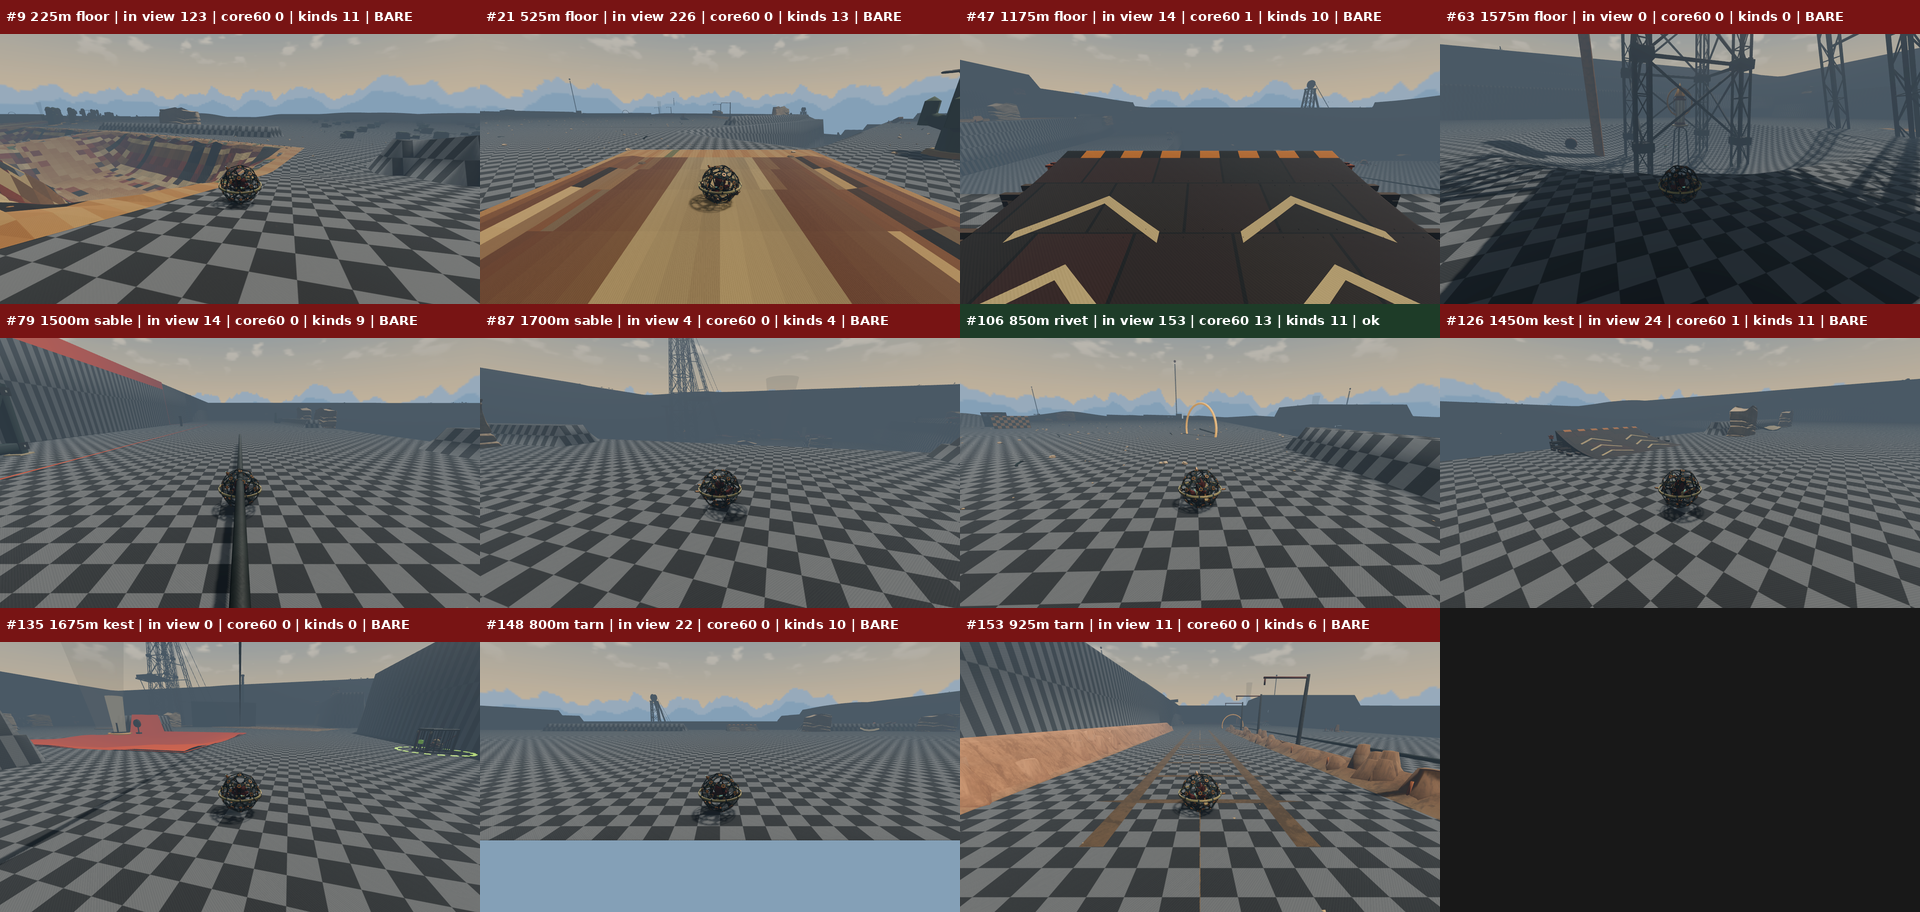 #9 225m floor | in view 123 | core60 0 | kinds 11 | BARE
#21 525m floor | in view 226 | core60 0 | kinds 13 | BARE
#47 1175m floor | in view 14 | core60 1 | kinds 10 | BARE
#63 1575m floor | in view 0 | core60 0 | kinds 0 | BARE
#79 1500m sable | in view 14 | core60 0 | kinds 9 | BARE
#87 1700m sable | in view 4 | core60 0 | kinds 4 | BARE
#106 850m rivet | in view 153 | core60 13 | kinds 11 | ok
#126 1450m kest | in view 24 | core60 1 | kinds 11 | BARE
#135 1675m kest | in view 0 | core60 0 | kinds 0 | BARE
#148 800m tarn | in view 22 | core60 0 | kinds 10 | BARE
#153 925m tarn | in view 11 | core60 0 | kinds 6 | BARE